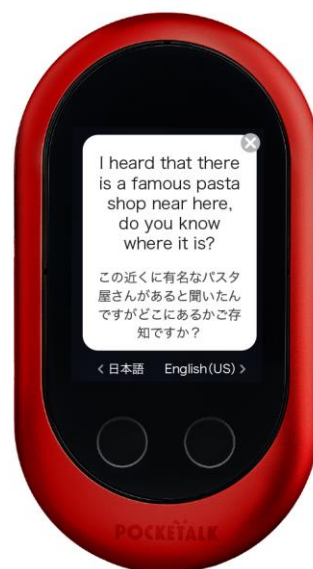 I heard that there
is a famous pasta
shop near here,
do you know
where it is?
この近くに有名なパスタ
屋さんがあると聞いたん
ですがどこにあるかご存
知ですか？
< 日本語 English(US) >
POCKETALK